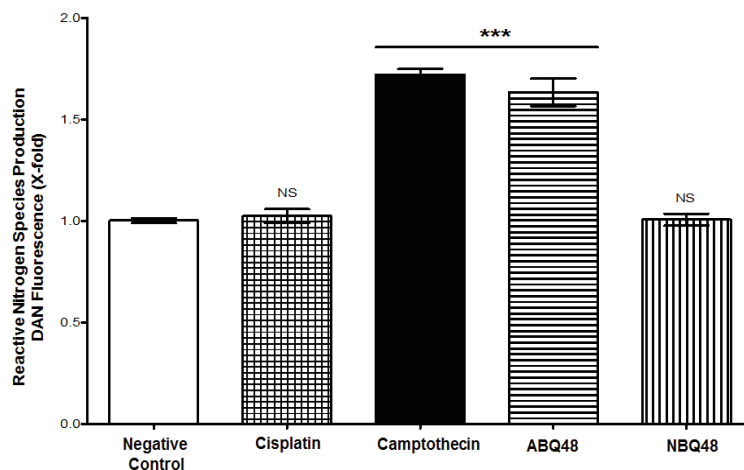 Reactive Nitrogen Species Production
DAN Fluorescence (X-fold)
2.0
1.5
1.0
0.5
0.0
NS
***
NS
Negative
Control
Cisplatin
Camptothecin
ABQ48
NBQ48